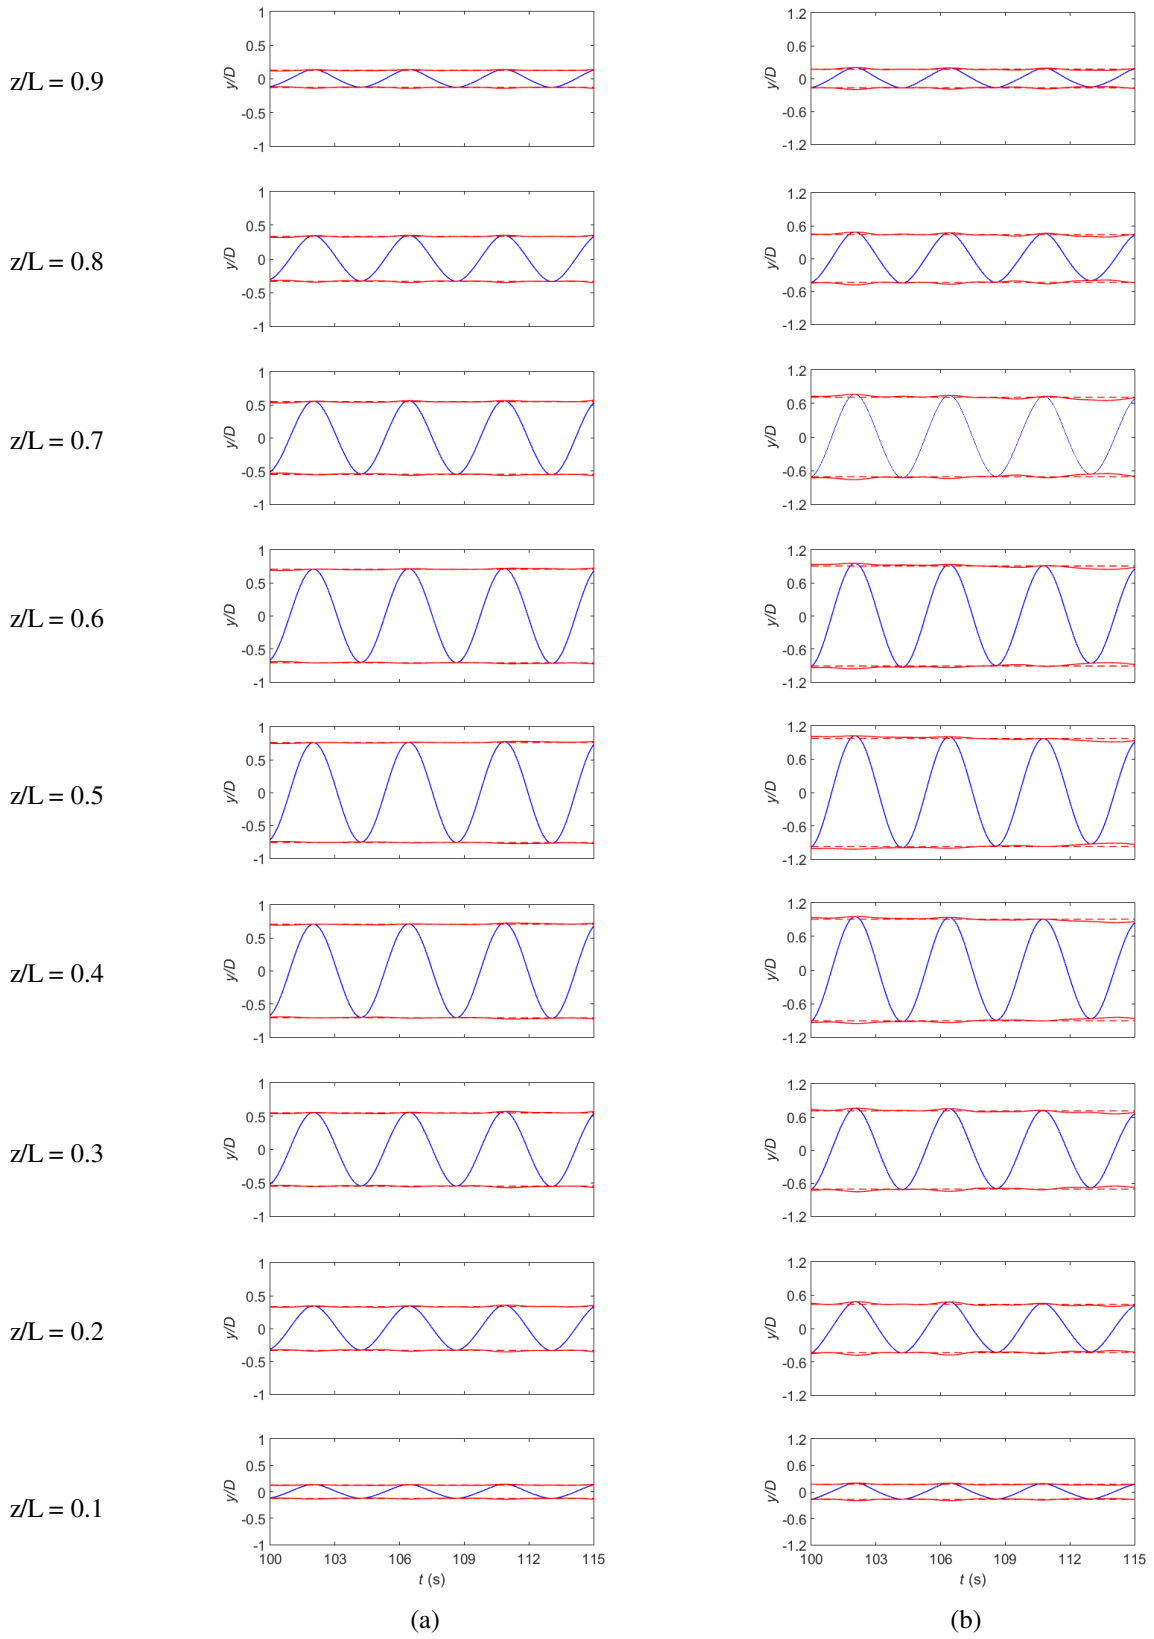 1
0.5
0
-0.5
-1
y/D
1.2
0.6
0
-0.6
-1.2
y/D
z/L = 0.9
1
0.5
0
-0.5
-1
y/D
1.2
0.6
0
-0.6
-1.2
y/D
z/L = 0.8
1
0.5
0
-0.5
-1
y/D
1.2
0.6
0
-0.6
-1.2
y/D
z/L = 0.7
1
0.5
0
-0.5
-1
y/D
1.2
0.6
0
-0.6
-1.2
y/D
z/L = 0.6
1
0.5
0
-0.5
-1
y/D
1.2
0.6
0
-0.6
-1.2
y/D
z/L = 0.5
1
0.5
0
-0.5
-1
y/D
1.2
0.6
0
-0.6
-1.2
y/D
z/L = 0.4
1
0.5
0
-0.5
-1
y/D
1.2
0.6
0
-0.6
-1.2
y/D
z/L = 0.3
1
0.5
0
-0.5
-1
y/D
1.2
0.6
0
-0.6
-1.2
y/D
z/L = 0.2
1
0.5
0
-0.5
-1
y/D
1.2
0.6
0
-0.6
-1.2
y/D
z/L = 0.1
100 103 106 109 112 115
100 103 106 109 112 115
t (s)
t (s)
(a)
(b)